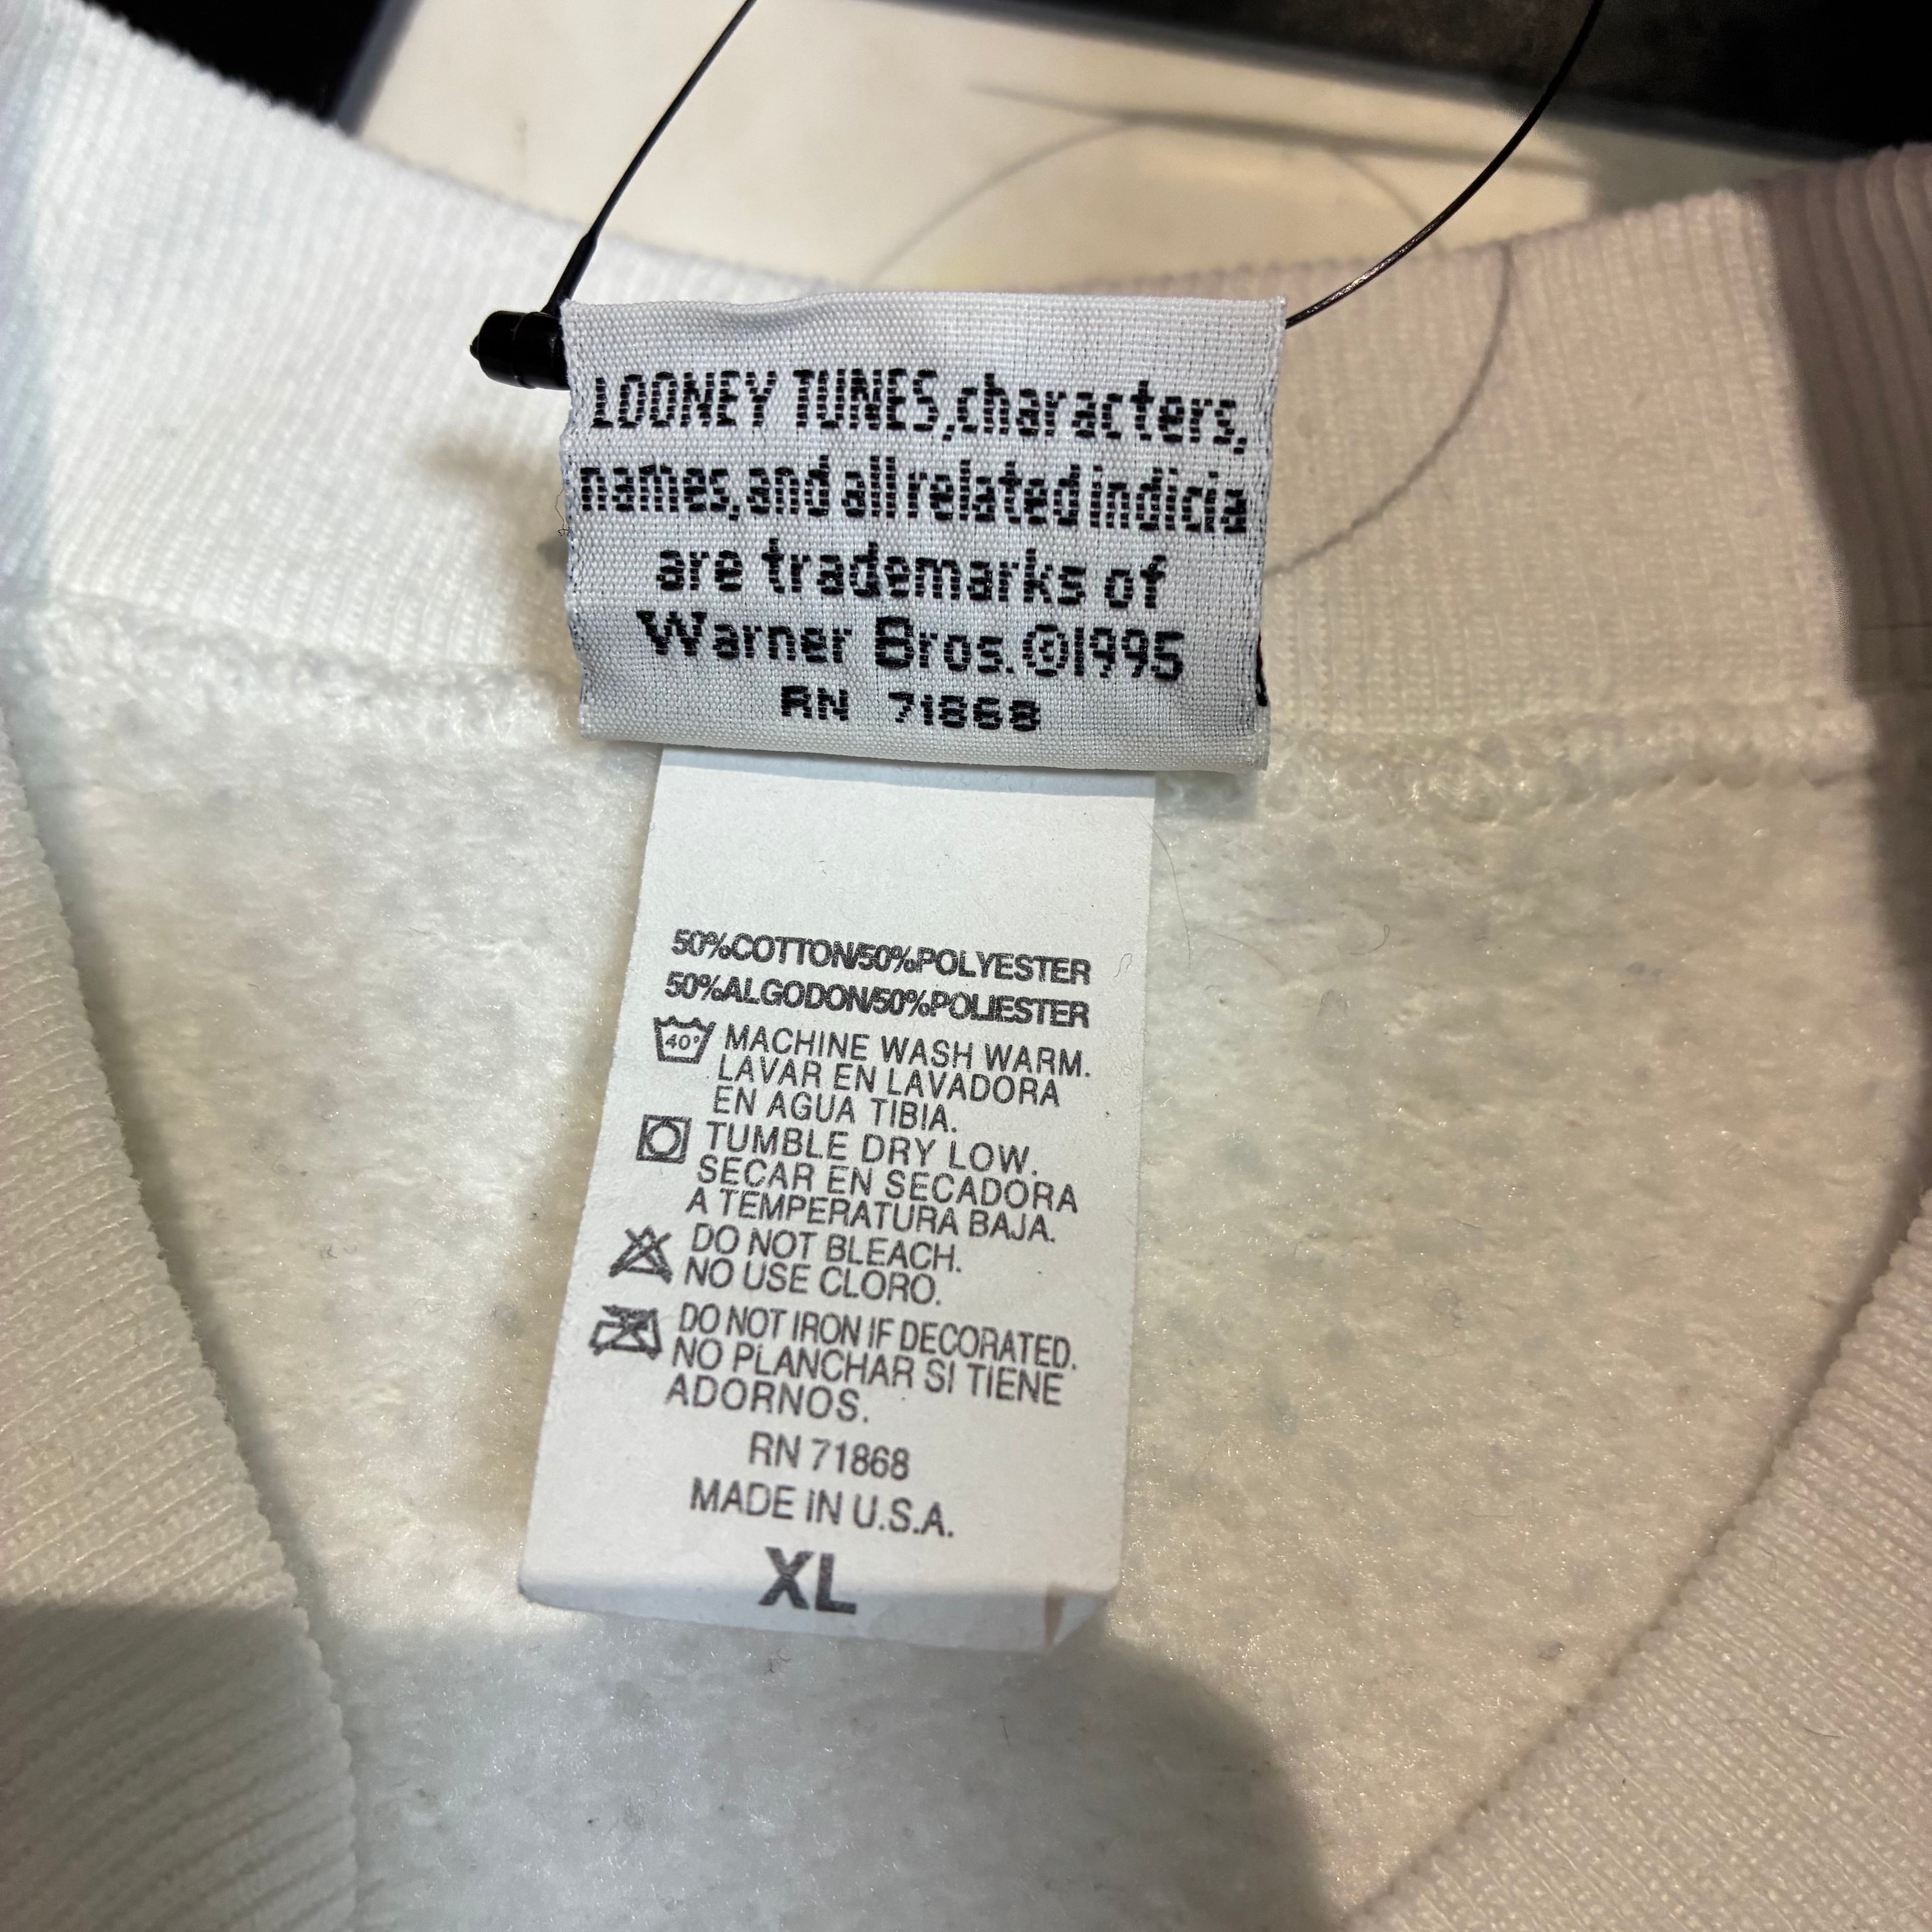 LOONEY TUNES, characters,
names, and all related indicia
are trademarks of
Warner Bros. ©1995
RN 71868
50%COTTON/50%POLYESTER
50%ALGODON/50%POLIESTER
40° MACHINE WASH WARM.
LAVAR EN LAVADORA
EN AGUA TIBIA.
TUMBLE DRY LOW.
SECAR EN SECADORA
A TEMPERATURA BAJA.
DO NOT BLEACH.
NO USE CLORO.
DO NOT IRON IF DECORATED.
NO PLANCHAR SI TIENE
ADORNOS.
RN 71868
MADE IN U.S.A.
XL